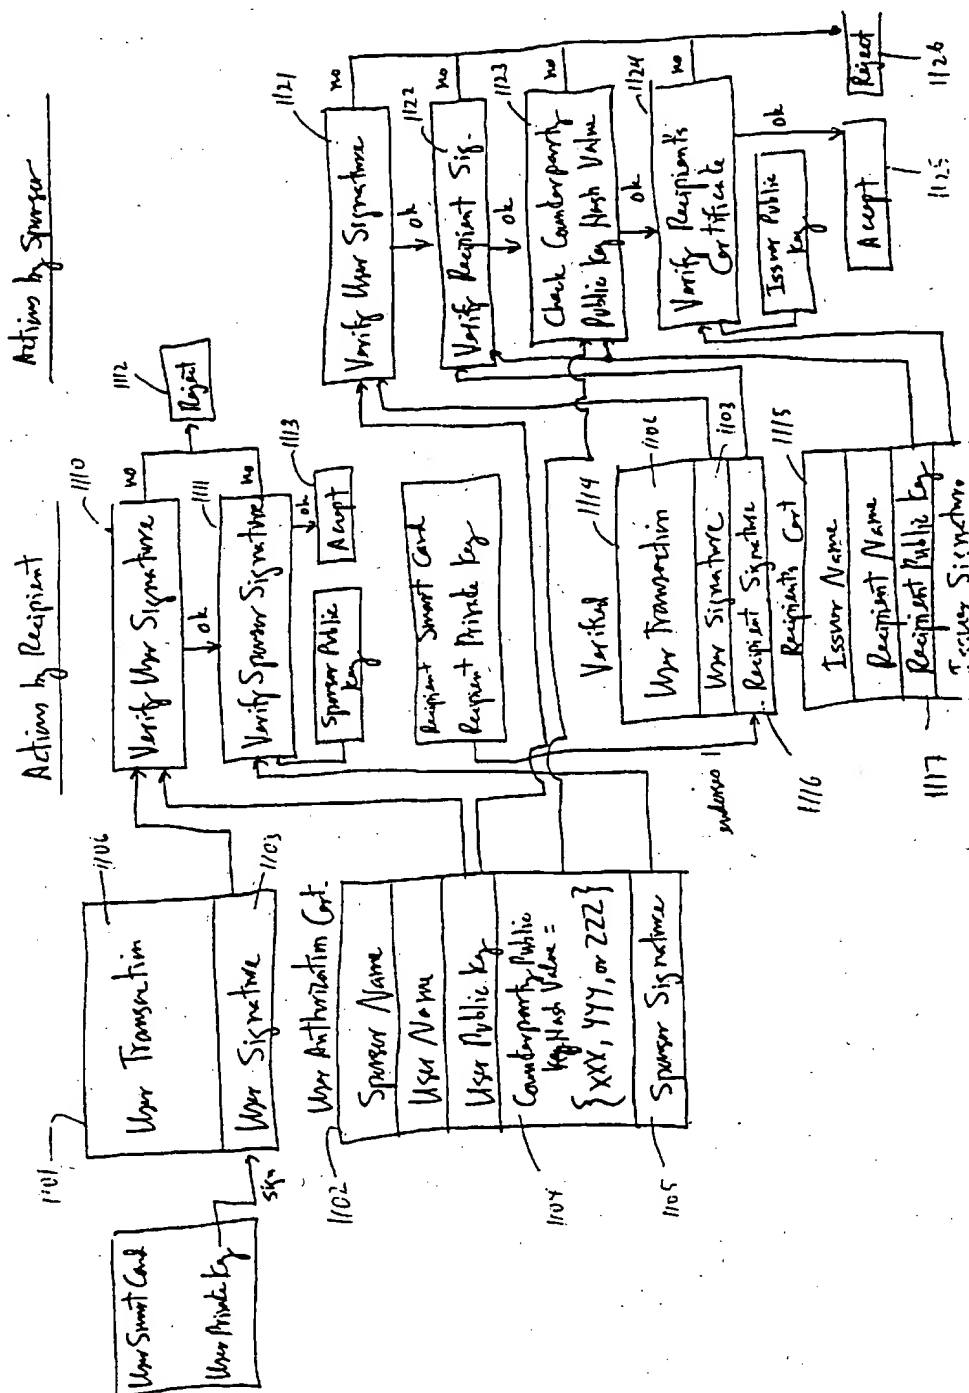 Actions by Recipient
Actions by Sponsor
User Smart Card
User Private Key
sign
1101
User Transaction
1106
User Signature
1103
User Authorization Cert.
1102
Sponsor Name
User Name
User Public Key
Counterparty Public
Key Hash Value =
{XXX, YYY, or ZZZ}
1104
Sponsor Signature
1105
1110
Verify User Signature
no
ok
1111
Verify Sponsor Signature
no
ok
1112
Reject
1113
Accept
Sponsor Public
Key
Recipient Smart Card
Recipient Private Key
endorses
Verified
1114
User Transaction
1106
User Signature
1103
Recipient Signature
1116
Recipients Cert
1115
Issuer Name
Recipient Name
Recipient Public Key
1117
Issuer Signature
1121
Verify User Signature
no
ok
1122
Verify Recipient Sig.
no
ok
1123
Check Counterparty
Public Key Hash Value
no
ok
1124
Verify Recipients
Certificate
no
ok
Issuer Public
Key
Accept
1125
Reject
1126